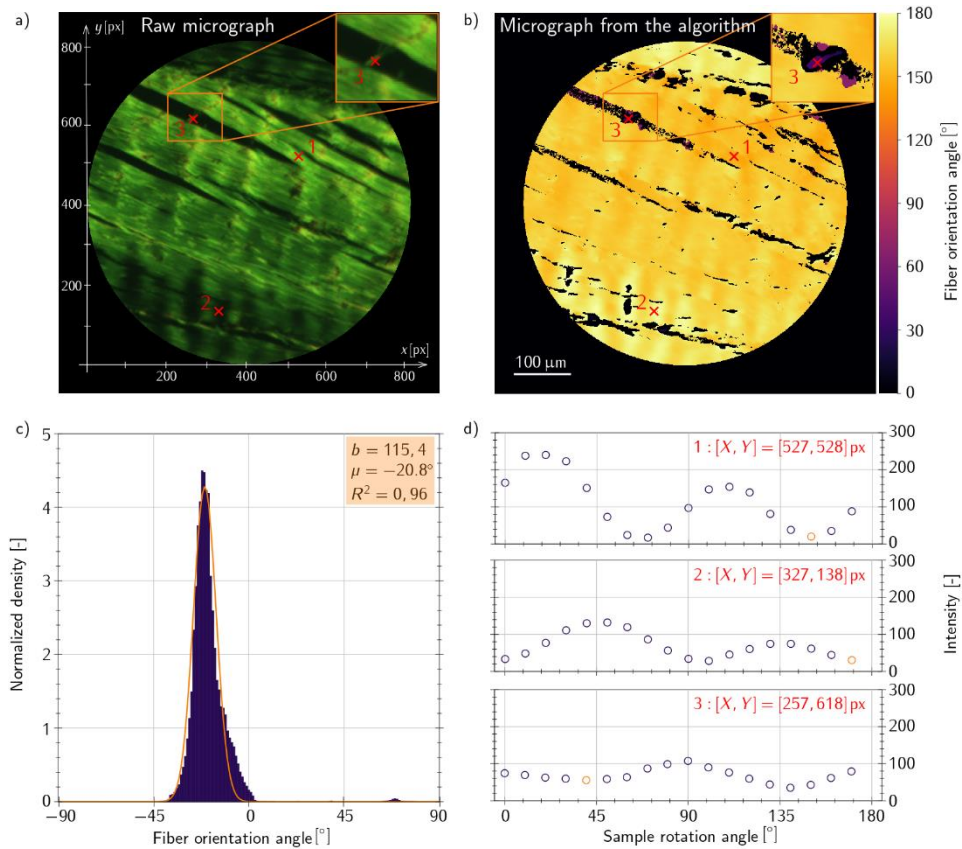 a)
y [px]
Raw micrograph
800
600
400
200
200
400
600
800
x [px]
3
3
1
2
b)
Micrograph from the algorithm
3
3
1
2
100 μm
180
150
120
90
60
30
0
Fiber orientation angle [°]
c)
5
4
3
2
1
0
Normalized density [-]
b = 115,4
μ = −20.8°
R² = 0,96
−90
−45
0
45
90
Fiber orientation angle [°]
d)
1 : [X, Y] = [527, 528] px
300
200
100
0
2 : [X, Y] = [327, 138] px
300
200
100
0
3 : [X, Y] = [257, 618] px
300
200
100
0
Intensity [-]
0
45
90
135
180
Sample rotation angle [°]